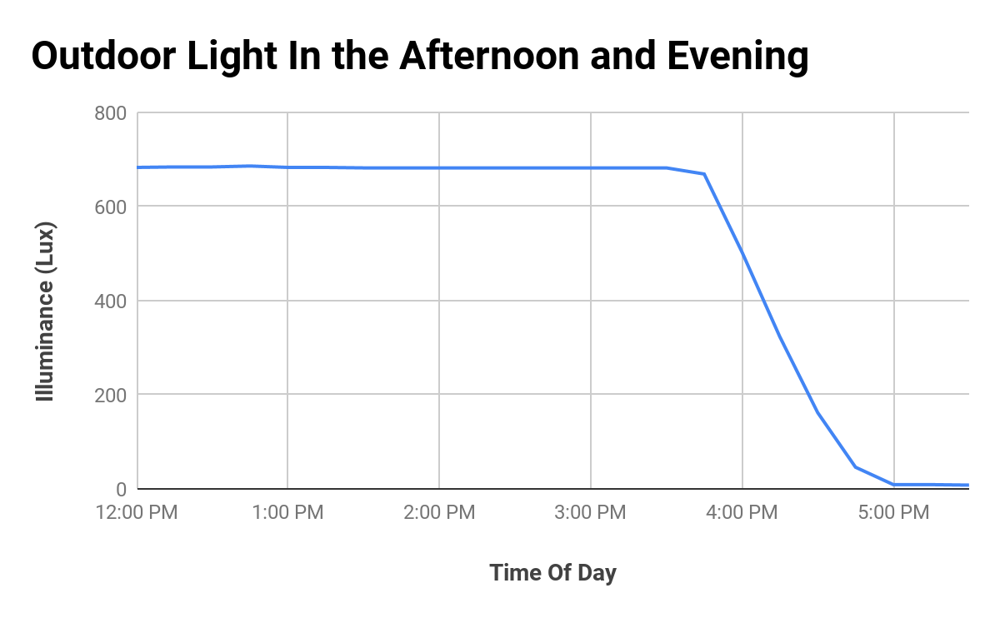 Outdoor Light In the Afternoon and Evening
800
600
400
200
0
Illuminance (Lux)
12:00 PM 1:00 PM 2:00 PM 3:00 PM 4:00 PM 5:00 PM
Time Of Day